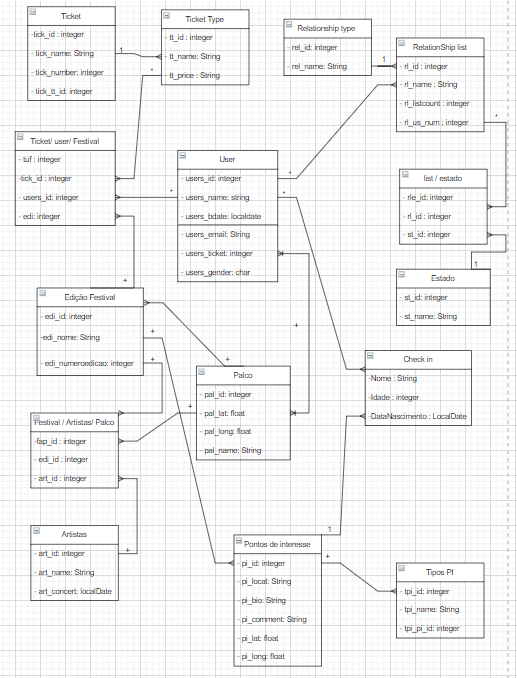 Ticket
-tick_id : integer
- tick_name: String
- tick_number: integer
- tick_tt_id: integer
1
*
Ticket Type
- tt_id : integer
- tt_name: String
- tt_price : String
Relationship type
- rel_id: integer
- rel_name: String
1
RelationShip list
- rl_id : integer
- rl_name : String
- rl_listcount : integer
- rl_us_num : integer
*
Ticket/ user/ Festival
- tuf : integer
-tick_id : integer
- users_id: integer
- edi: integer
*
+
User
- users_id: integer
- users_name: string
- users_bdate: localdate
- users_email: String
- users_ticket: integer
- users_gender: char
*
*
+
list / estado
- rle_id: integer
- rl_id : integer
- st_id: integer
1
Estado
- st_id: integer
- st_name: String
Edição Festival
- edi_id: integer
-edi_nome: String
- edi_numeroedicao: integer
+
+
+
+
Palco
- pal_id: integer
- pal_lat: float
- pal_long: float
- pal_name: String
Check in
-Nome : String
-Idade : integer
-DataNascimento : LocalDate
Festival / Artistas/ Palco
-fap_id : integer
- edi_id : integer
- art_id : integer
Artistas
- art_id: integer
- art_name: String
- art_concert: localDate
+
1
Pontos de interesse
- pi_id: integer
- pi_local: String
- pi_bio: String
- pi_comment: String
- pi_lat: float
- pi_long: float
+
Tipos PI
- tpi_id: integer
- tpi_name: String
- tpi_pi_id: integer